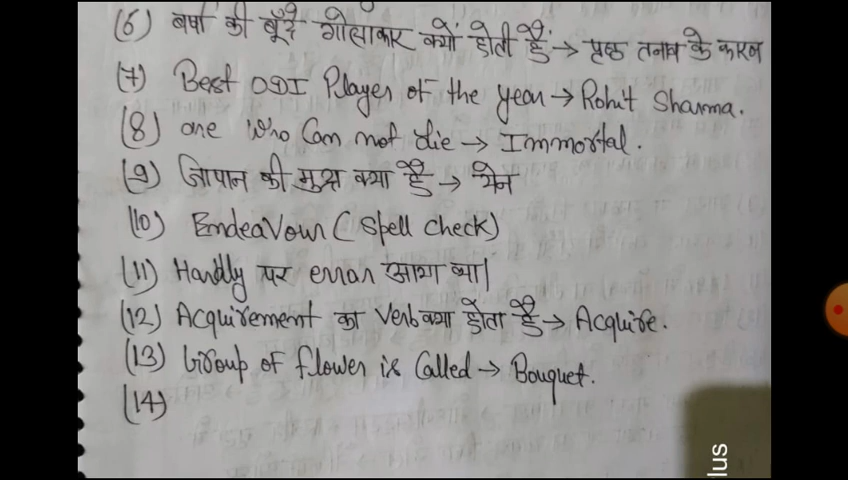 (6) बर्षा की बूँदे गोलाकार क्यों होती हैं → पृष्ठ तनाव के कारण
(7) Best ODI Player of the year → Rohit Sharma.
(8) one who Can not die → Immortal.
(9) जापान की मुद्रा क्या है → येन
(10) EndeaVour (Spell check)
(11) Hardly पर error आया था।
(12) Acquirement का Verb क्या होता है → Acquire.
(13) Group of flower is Called → Bouquet.
(14)
lus